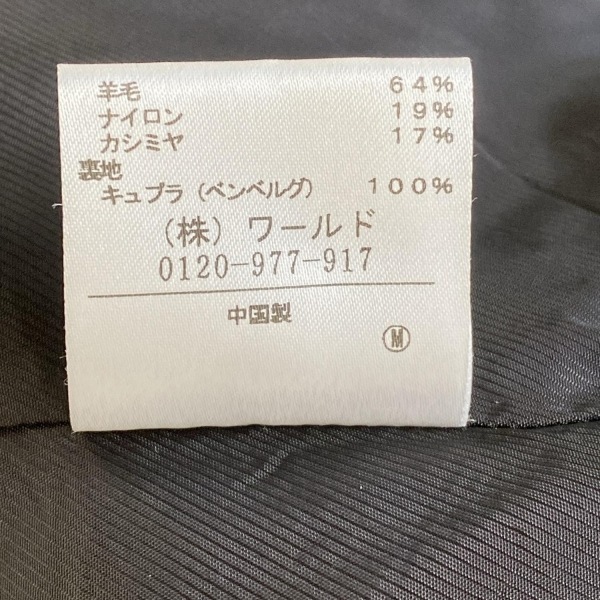 羊毛 64%
ナイロン 19%
カシミヤ 17%
裏地
キュプラ（ベンベルグ） 100%
（株）ワールド
0120-977-917
中国製
Ⓜ